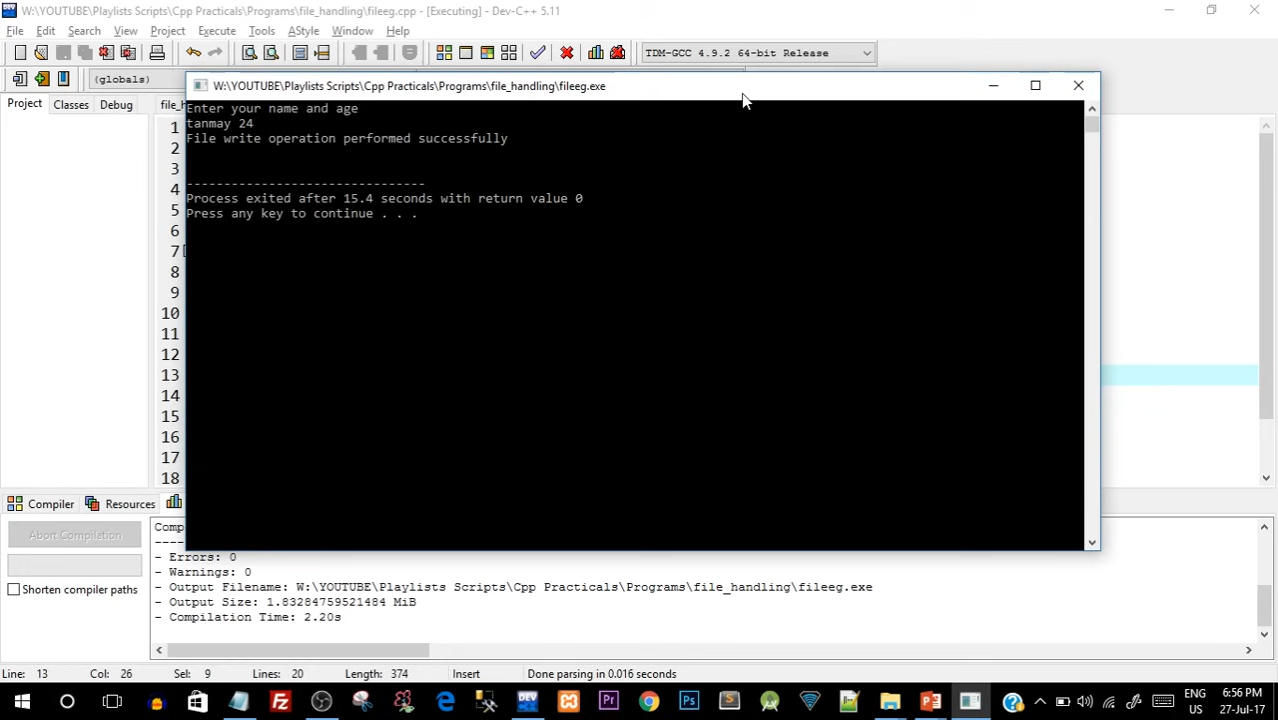 W:\YOUTUBE\Playlists Scripts\Cpp Practicals\Programs\file_handling\fileeg.cpp - [Executing] - Dev-C++ 5.11
File Edit Search View Project Execute Tools AStyle Window Help
TDM-GCC 4.9.2 64-bit Release
(globals)
Project Classes Debug file_h
W:\YOUTUBE\Playlists Scripts\Cpp Practicals\Programs\file_handling\fileeg.exe
Enter your name and age
tanmay 24
File write operation performed successfully
--------------------------------
Process exited after 15.4 seconds with return value 0
Press any key to continue . . .
1
2
3
4
5
6
7
8
9
10
11
12
13
14
15
16
17
18
Compiler Resources
Abort Compilation
Shorten compiler paths
Comp
----
- Errors: 0
- Warnings: 0
- Output Filename: W:\YOUTUBE\Playlists Scripts\Cpp Practicals\Programs\file_handling\fileeg.exe
- Output Size: 1.83284759521484 MiB
- Compilation Time: 2.20s
Line: 13 Col: 26 Sel: 9 Lines: 20 Length: 374 Insert Done parsing in 0.016 seconds
DEV Pr Ps S
ENG 6:56 PM
US 27-Jul-17